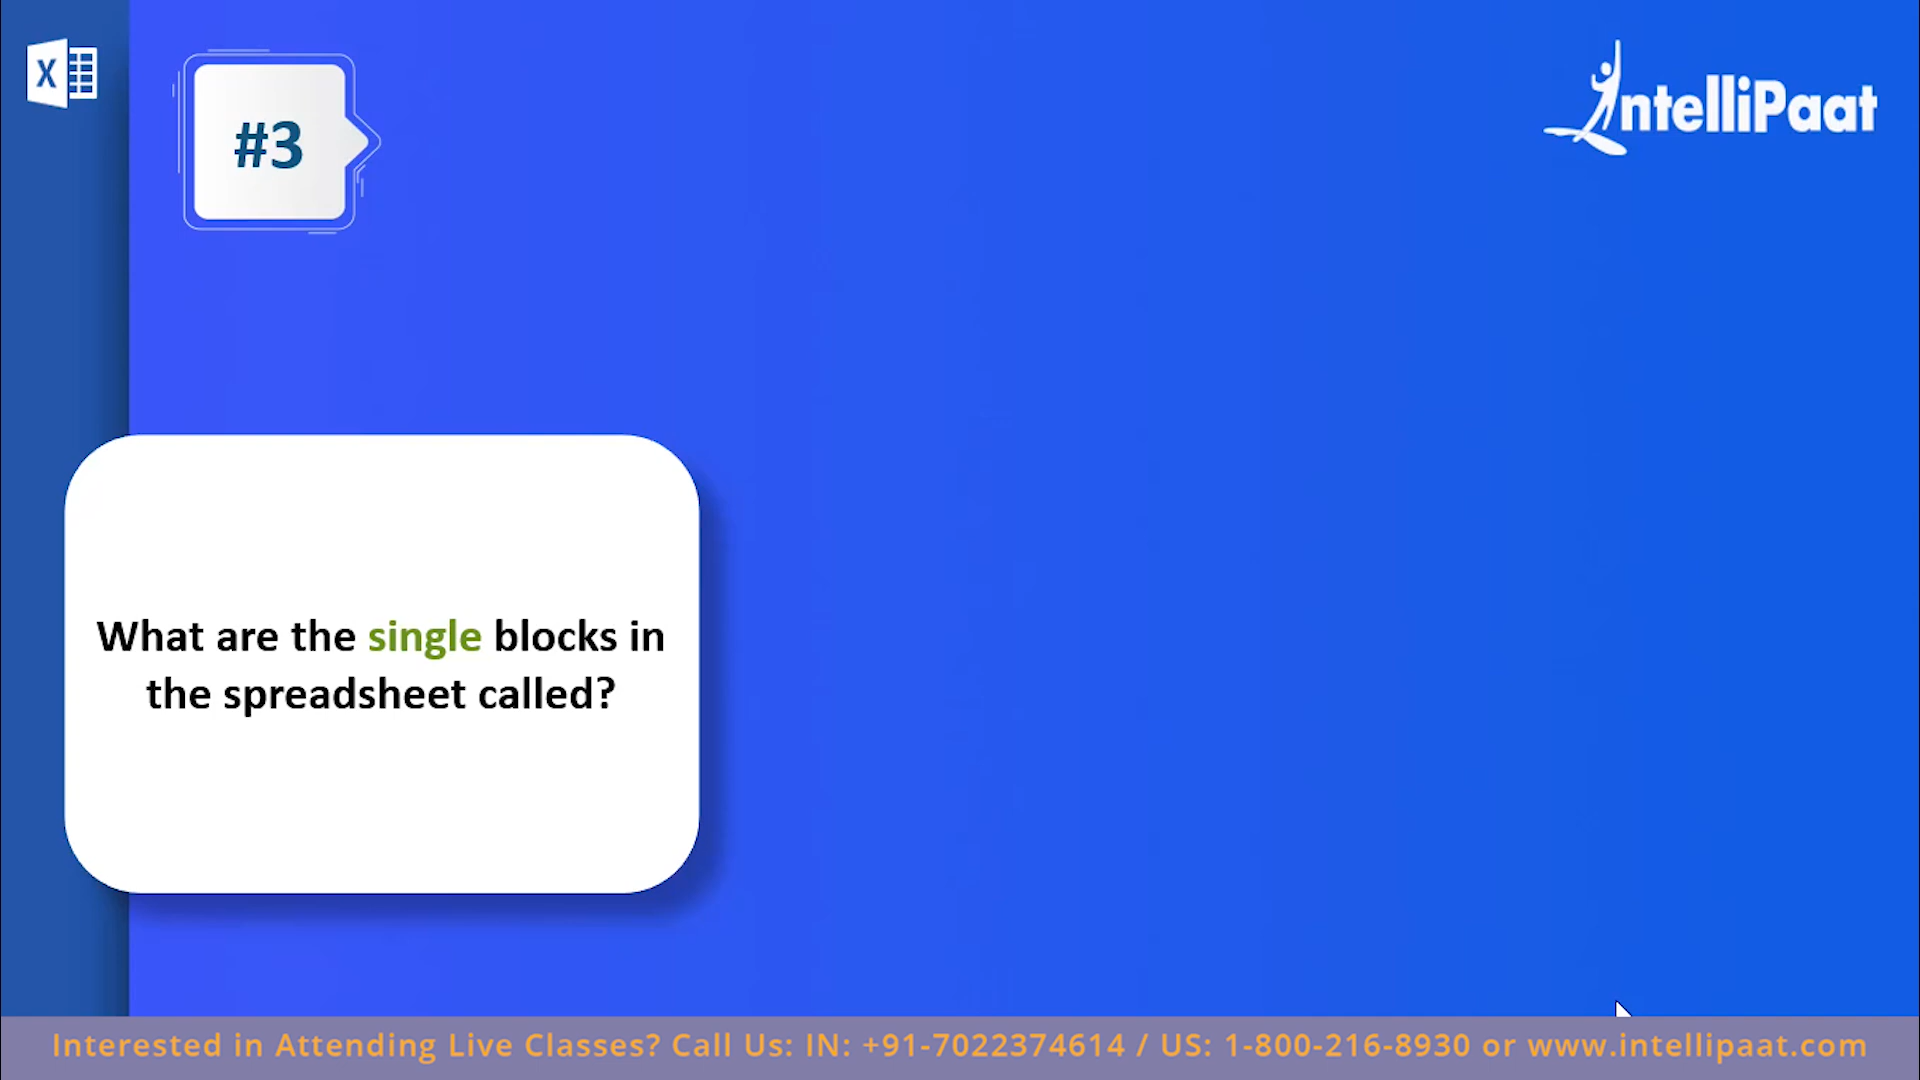 X
#3
IntelliPaat
What are the single blocks in
the spreadsheet called?
Interested in Attending Live Classes? Call Us: IN: +91-7022374614 / US: 1-800-216-8930 or www.intellipaat.com